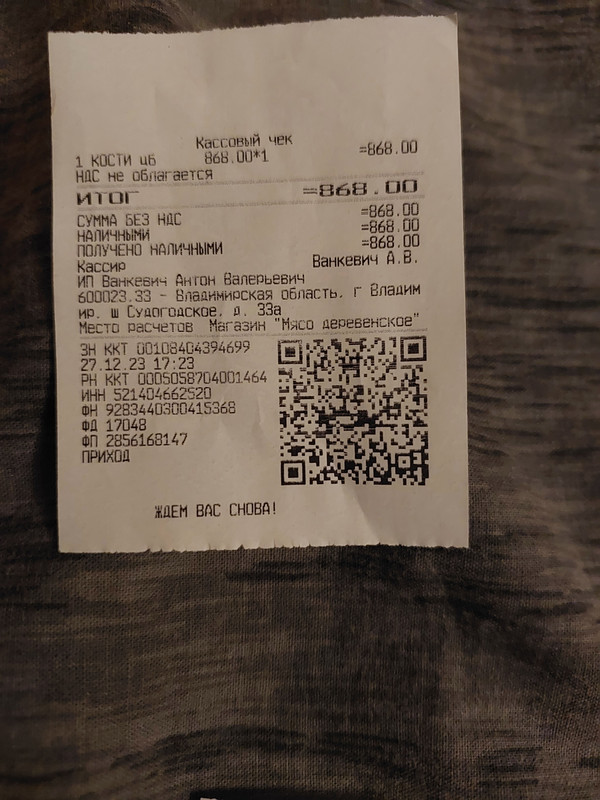 Кассовый чек
1 КОСТИ цБ 868.00*1 =868.00
НДС не облагается
ИТОГ =868.00
СУММА БЕЗ НДС =868.00
НАЛИЧНЫМИ =868.00
ПОЛУЧЕНО НАЛИЧНЫМИ =868.00
Кассир Ванкевич А.В.
ИП Ванкевич Антон Валерьевич
600023.33 - Владимирская область, г Владим
ир, ш Судогодское, д. 33а
Место расчетов Магазин "Мясо деревенское"
ЗН ККТ 00108404394699
27.12.23 17:23
РН ККТ 0005058704001464
ИНН 521404662520
ФН 9283440300415368
ФД 17048
ФП 2856168147
ПРИХОД
ЖДЕМ ВАС СНОВА!